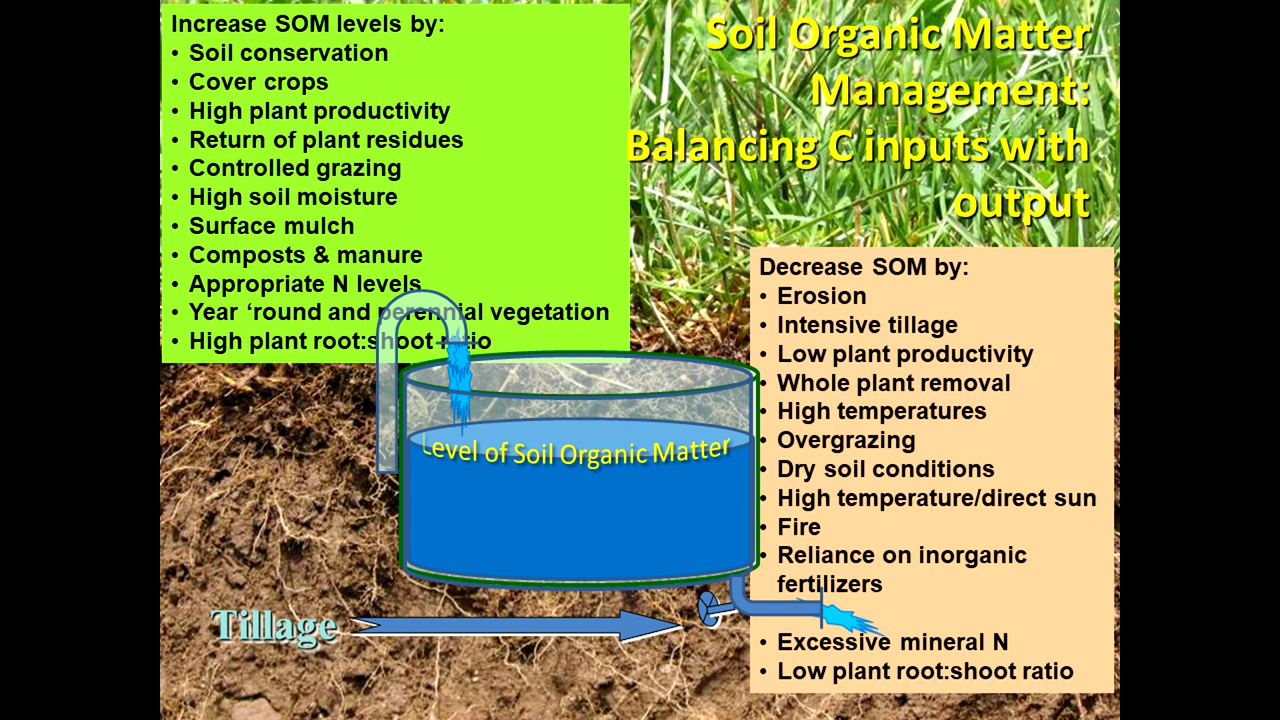 Increase SOM levels by:
• Soil conservation
• Cover crops
• High plant productivity
• Return of plant residues
• Controlled grazing
• High soil moisture
• Surface mulch
• Composts & manure
• Appropriate N levels
• Year ‘round and perennial vegetation
• High plant root:shoot ratio
Soil Organic Matter
Management:
Balancing C inputs with
output
Decrease SOM by:
• Erosion
• Intensive tillage
• Low plant productivity
• Whole plant removal
• High temperatures
• Overgrazing
• Dry soil conditions
• High temperature/direct sun
• Fire
• Reliance on inorganic
fertilizers
• Excessive mineral N
• Low plant root:shoot ratio
Level of Soil Organic Matter
Tillage